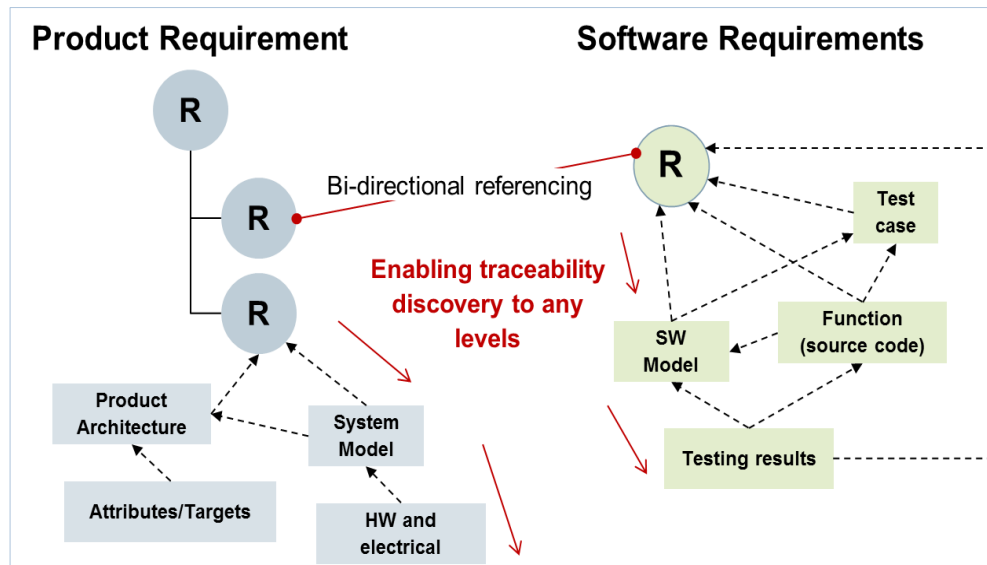 Product Requirement
Software Requirements
R
R
R
Bi-directional referencing
R
Test
case
Enabling traceability
discovery to any
levels
SW
Model
Function
(source code)
Product
Architecture
System
Model
Testing results
Attributes/Targets
HW and
electrical